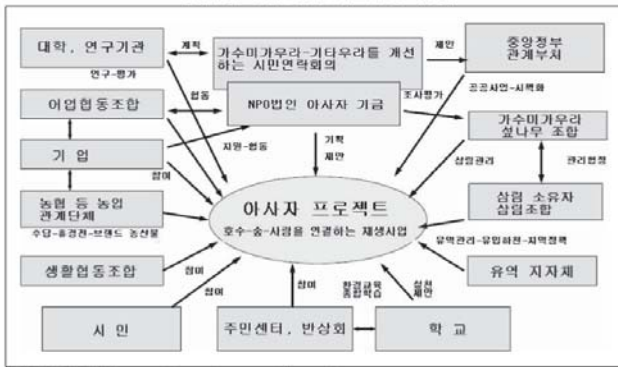 대학, 연구기관
계획
가수미가우라-기타우라를 개선
하는 시민연락회의
제안
중앙정부
관계부처
연구-평가
공공사업-시책화
어업협동조합
협동
NPO법인 아사자 기금
조사평가
가수미가우라
섶나무 조합
기 업
지원-협동
기획
제안
참여
산림관리
권리협정
농협 등 농업
관계단체
아사자 프로젝트
호수-숲-사람을 연결하는 재생사업
삼림 소유자
삼림조합
수답-휴경전-브랜드 농산물
유역관리-유입하천-지역정책
생활협동조합
참여
유역 지자체
참여
참여
환경교육
종합학습
실천
제안
시 민
주민센터, 반상회
학 교